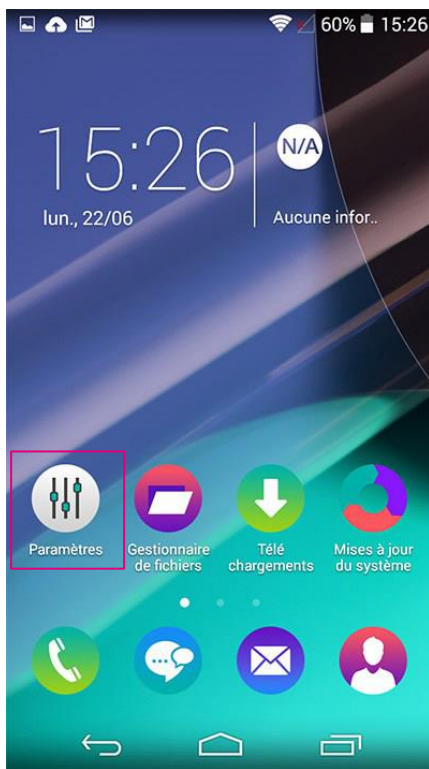 60% 15:26
15:26
lun., 22/06
N/A
Aucune infor..
Paramètres
Gestionnaire
de fichiers
Télé
chargements
Mises à jour
du système